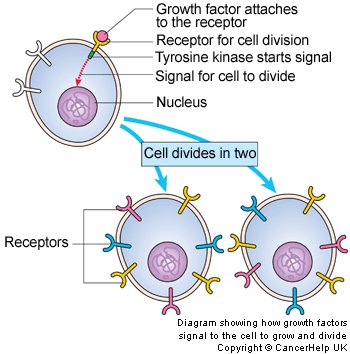 Growth factor attaches
to the receptor
Receptor for cell division
Tyrosine kinase starts signal
Signal for cell to divide
Nucleus
Cell divides in two
Receptors
Diagram showing how growth factors
signal to the cell to grow and divide
Copyright © CancerHelp UK